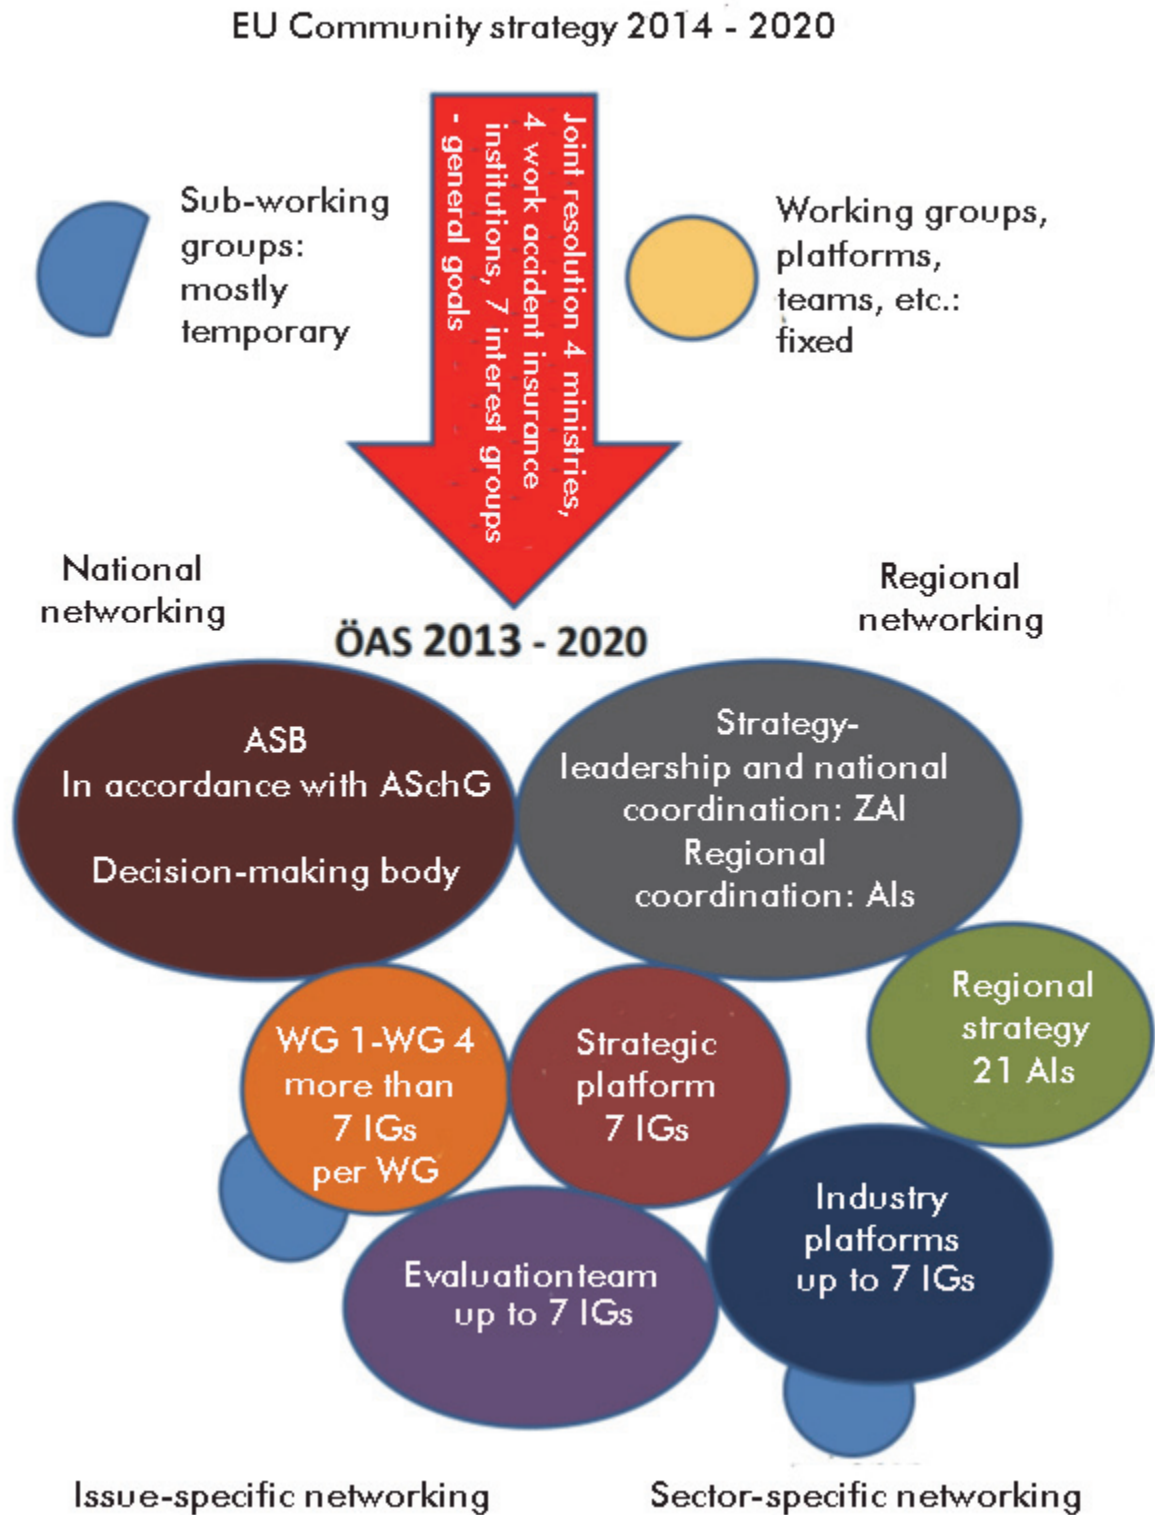 EU Community strategy 2014 - 2020
Joint resolution 4 ministries,
4 work accident insurance
institutions, 7 interest groups
- general goals -
Sub-working
groups:
mostly
temporary
Working groups,
platforms,
teams, etc.:
fixed
National
networking
Regional
networking
ÖAS 2013 - 2020
ASB
In accordance with ASchG
Decision-making body
Strategy-
leadership and national
coordination: ZAI
Regional
coordination: AIs
Regional
strategy
21 AIs
WG 1-WG 4
more than
7 IGs
per WG
Strategic
platform
7 IGs
Industry
platforms
up to 7 IGs
Evaluationteam
up to 7 IGs
Issue-specific networking
Sector-specific networking